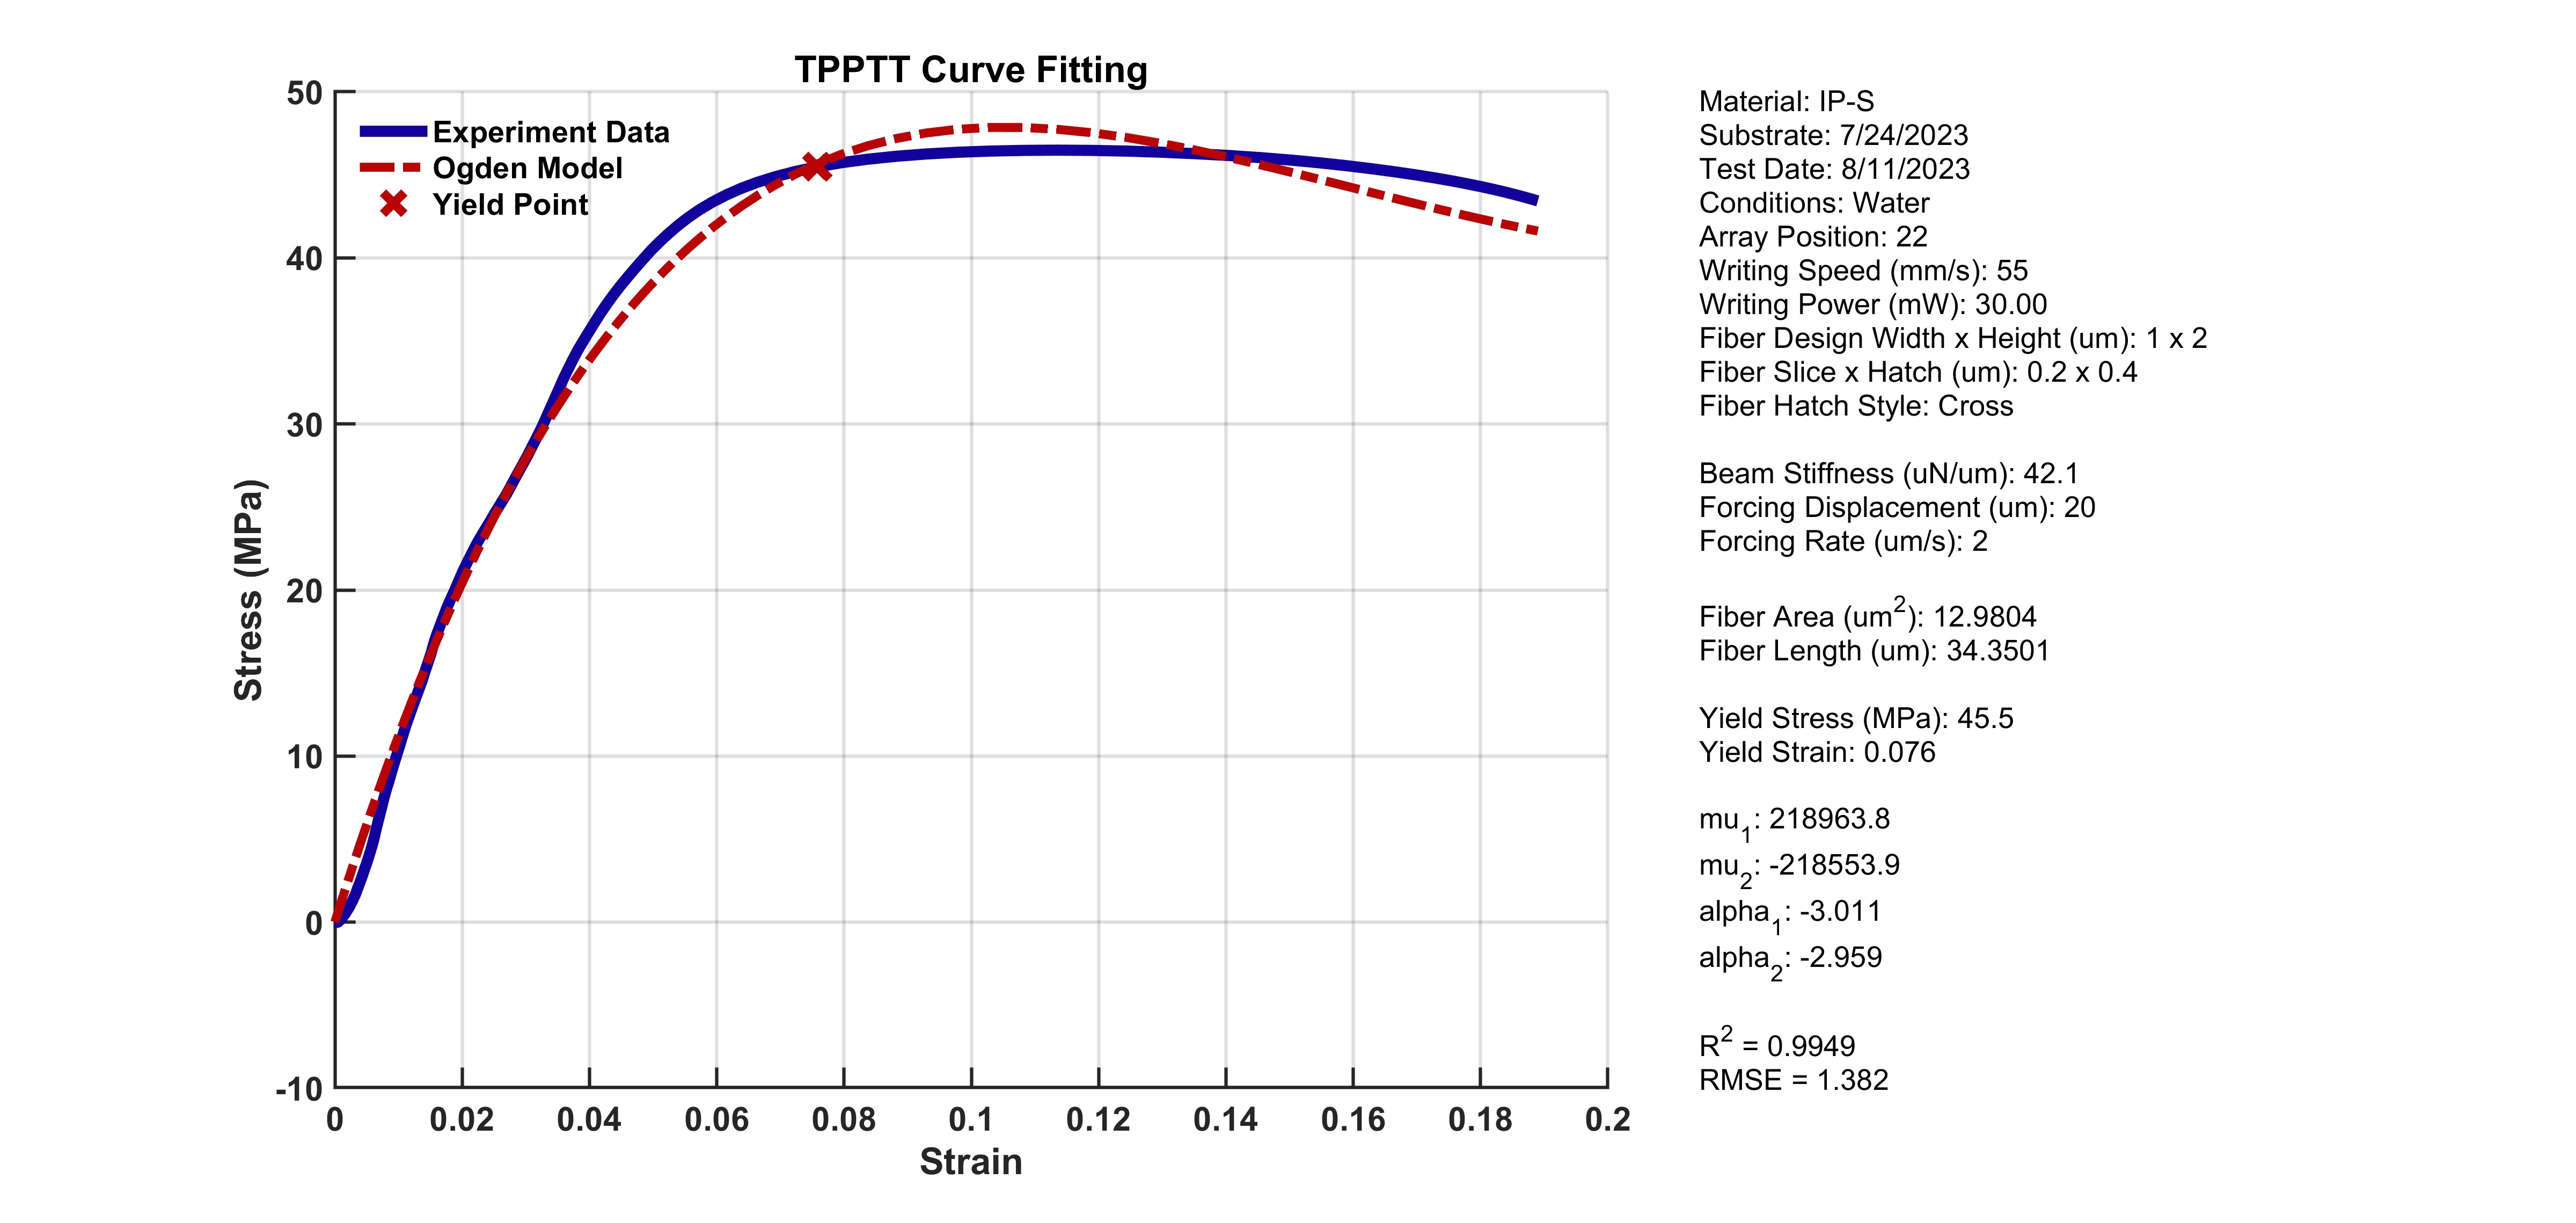 TPPTT Curve Fitting
50
40
30
20
10
0
-10
Stress (MPa)
Experiment Data
Ogden Model
Yield Point
0 0.02 0.04 0.06 0.08 0.1 0.12 0.14 0.16 0.18 0.2
Strain
Material: IP-S
Substrate: 7/24/2023
Test Date: 8/11/2023
Conditions: Water
Array Position: 22
Writing Speed (mm/s): 55
Writing Power (mW): 30.00
Fiber Design Width x Height (um): 1 x 2
Fiber Slice x Hatch (um): 0.2 x 0.4
Fiber Hatch Style: Cross
Beam Stiffness (uN/um): 42.1
Forcing Displacement (um): 20
Forcing Rate (um/s): 2
Fiber Area (um²): 12.9804
Fiber Length (um): 34.3501
Yield Stress (MPa): 45.5
Yield Strain: 0.076
mu₁: 218963.8
mu₂: -218553.9
alpha₁: -3.011
alpha₂: -2.959
R² = 0.9949
RMSE = 1.382